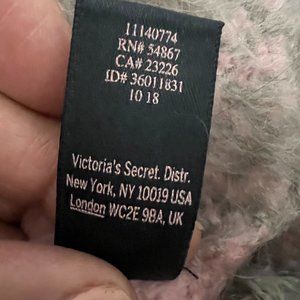 11140774
RN# 54867
CA# 23226
ID# 36011831
10 18
Victoria's Secret. Distr.
New York, NY 10019 USA
London WC2E 9BA, UK